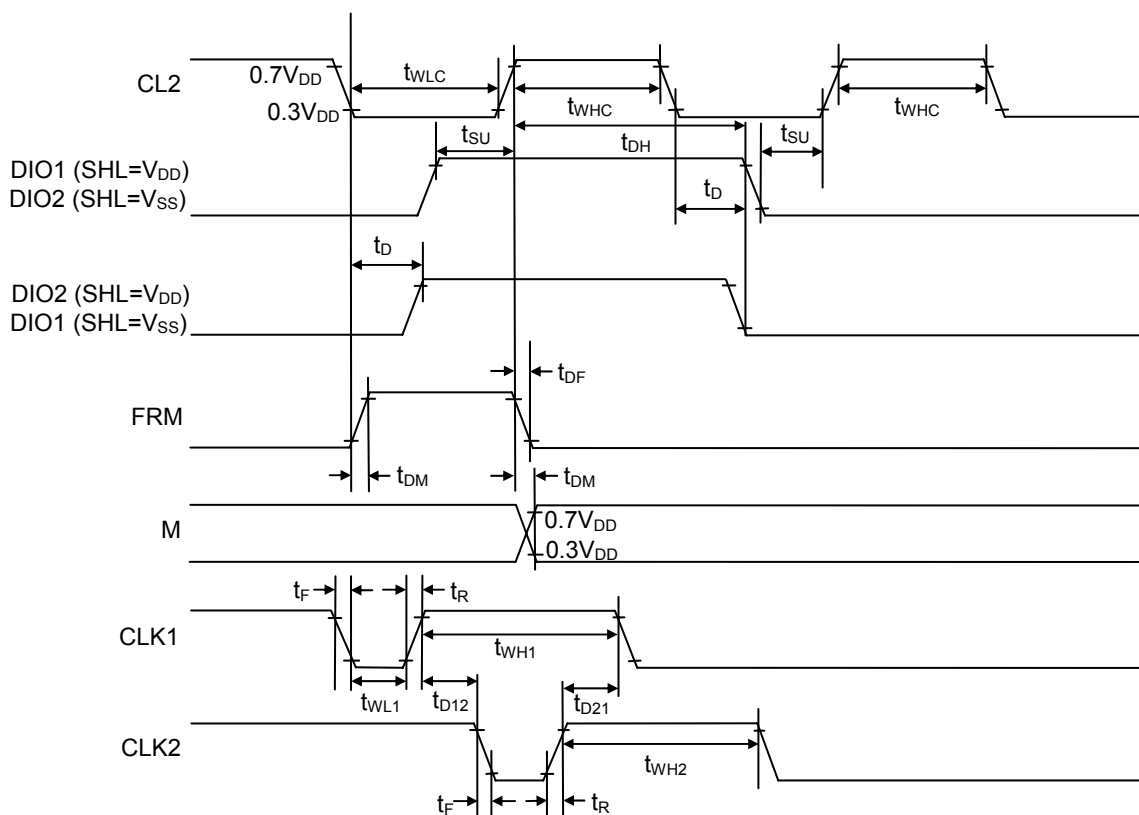 CL2
0.7VDD
0.3VDD
tWLC
tWHC
tWHC
tSU
tDH
tSU
DIO1 (SHL=VDD)
DIO2 (SHL=VSS)
tD
tD
DIO2 (SHL=VDD)
DIO1 (SHL=VSS)
tDF
FRM
tDM
tDM
M
0.7VDD
0.3VDD
tF
tR
CLK1
tWH1
tWL1
tD12
tD21
CLK2
tWH2
tF
tR